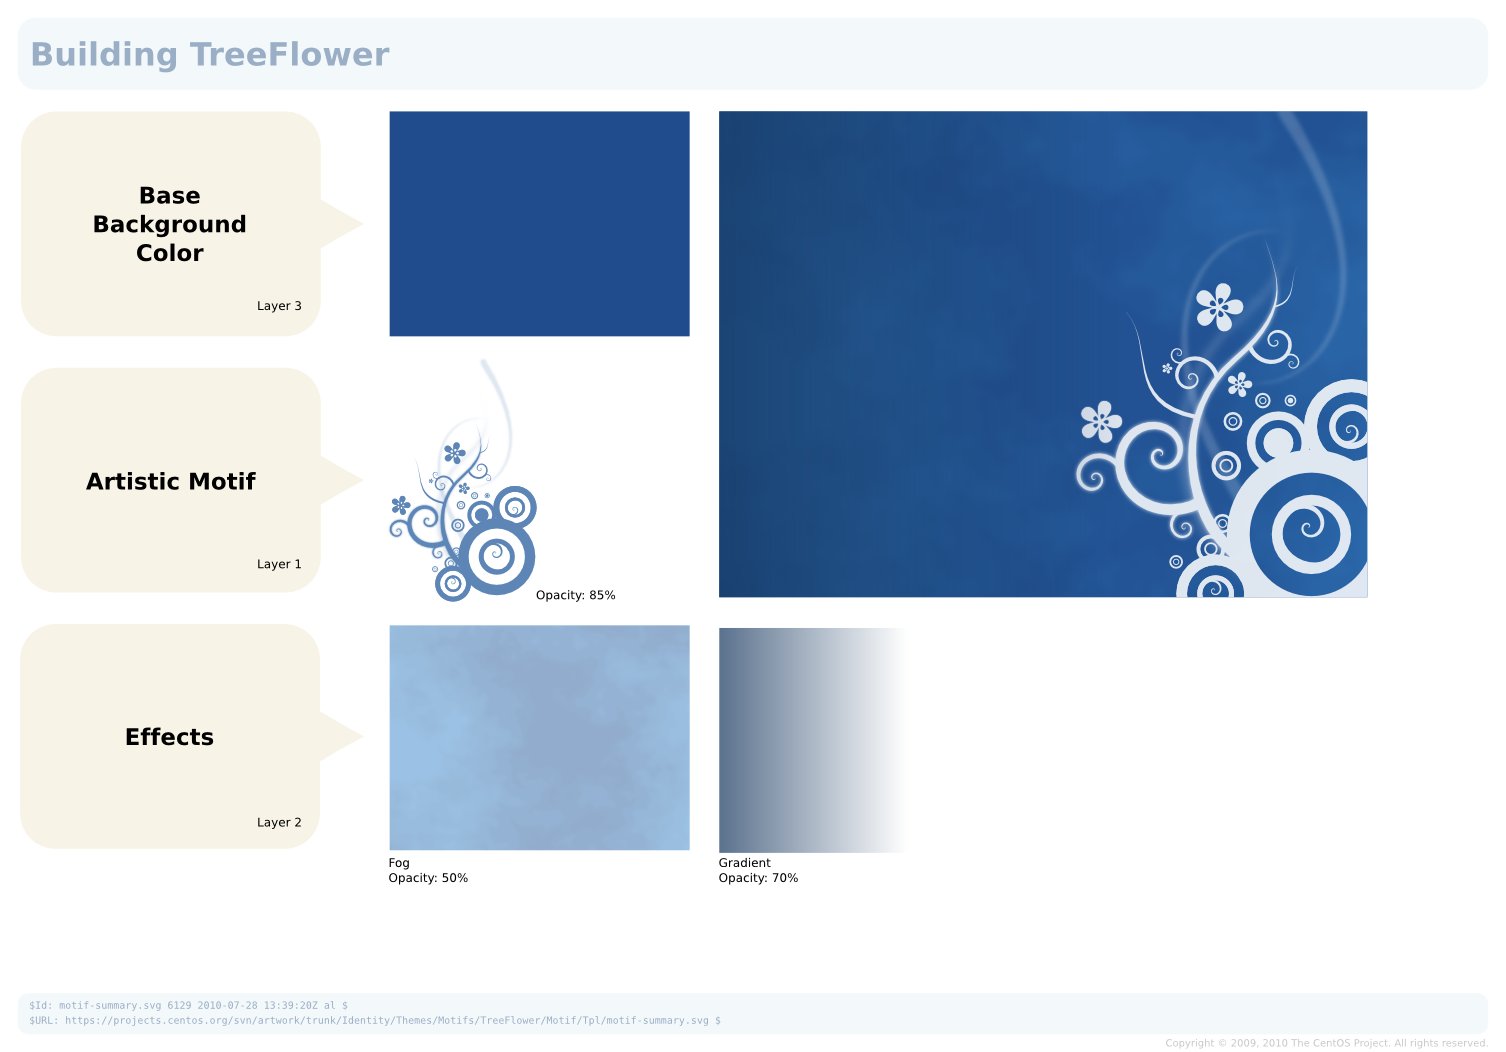 Building TreeFlower
Base
Background
Color
Layer 3
Artistic Motif
Layer 1
Opacity: 85%
Effects
Layer 2
Fog
Opacity: 50%
Gradient
Opacity: 70%
$Id: motif-summary.svg 6129 2010-07-28 13:39:20Z al $
$URL: https://projects.centos.org/svn/artwork/trunk/Identity/Themes/Motifs/TreeFlower/Motif/Tpl/motif-summary.svg $
Copyright © 2009, 2010 The CentOS Project. All rights reserved.